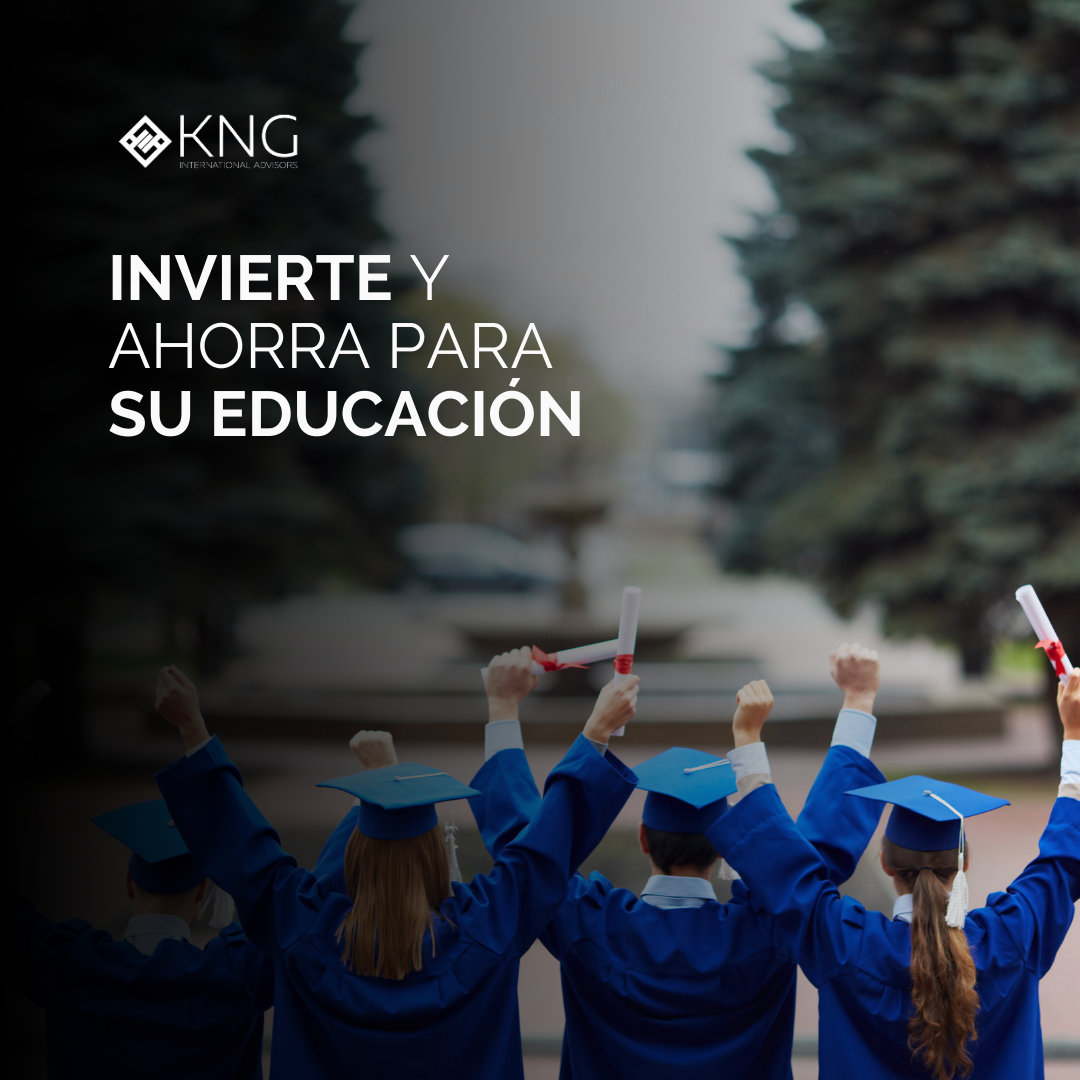 KNG
INTERNATIONAL ADVISORS
INVIERTE Y
AHORRA PARA
SU EDUCACIÓN